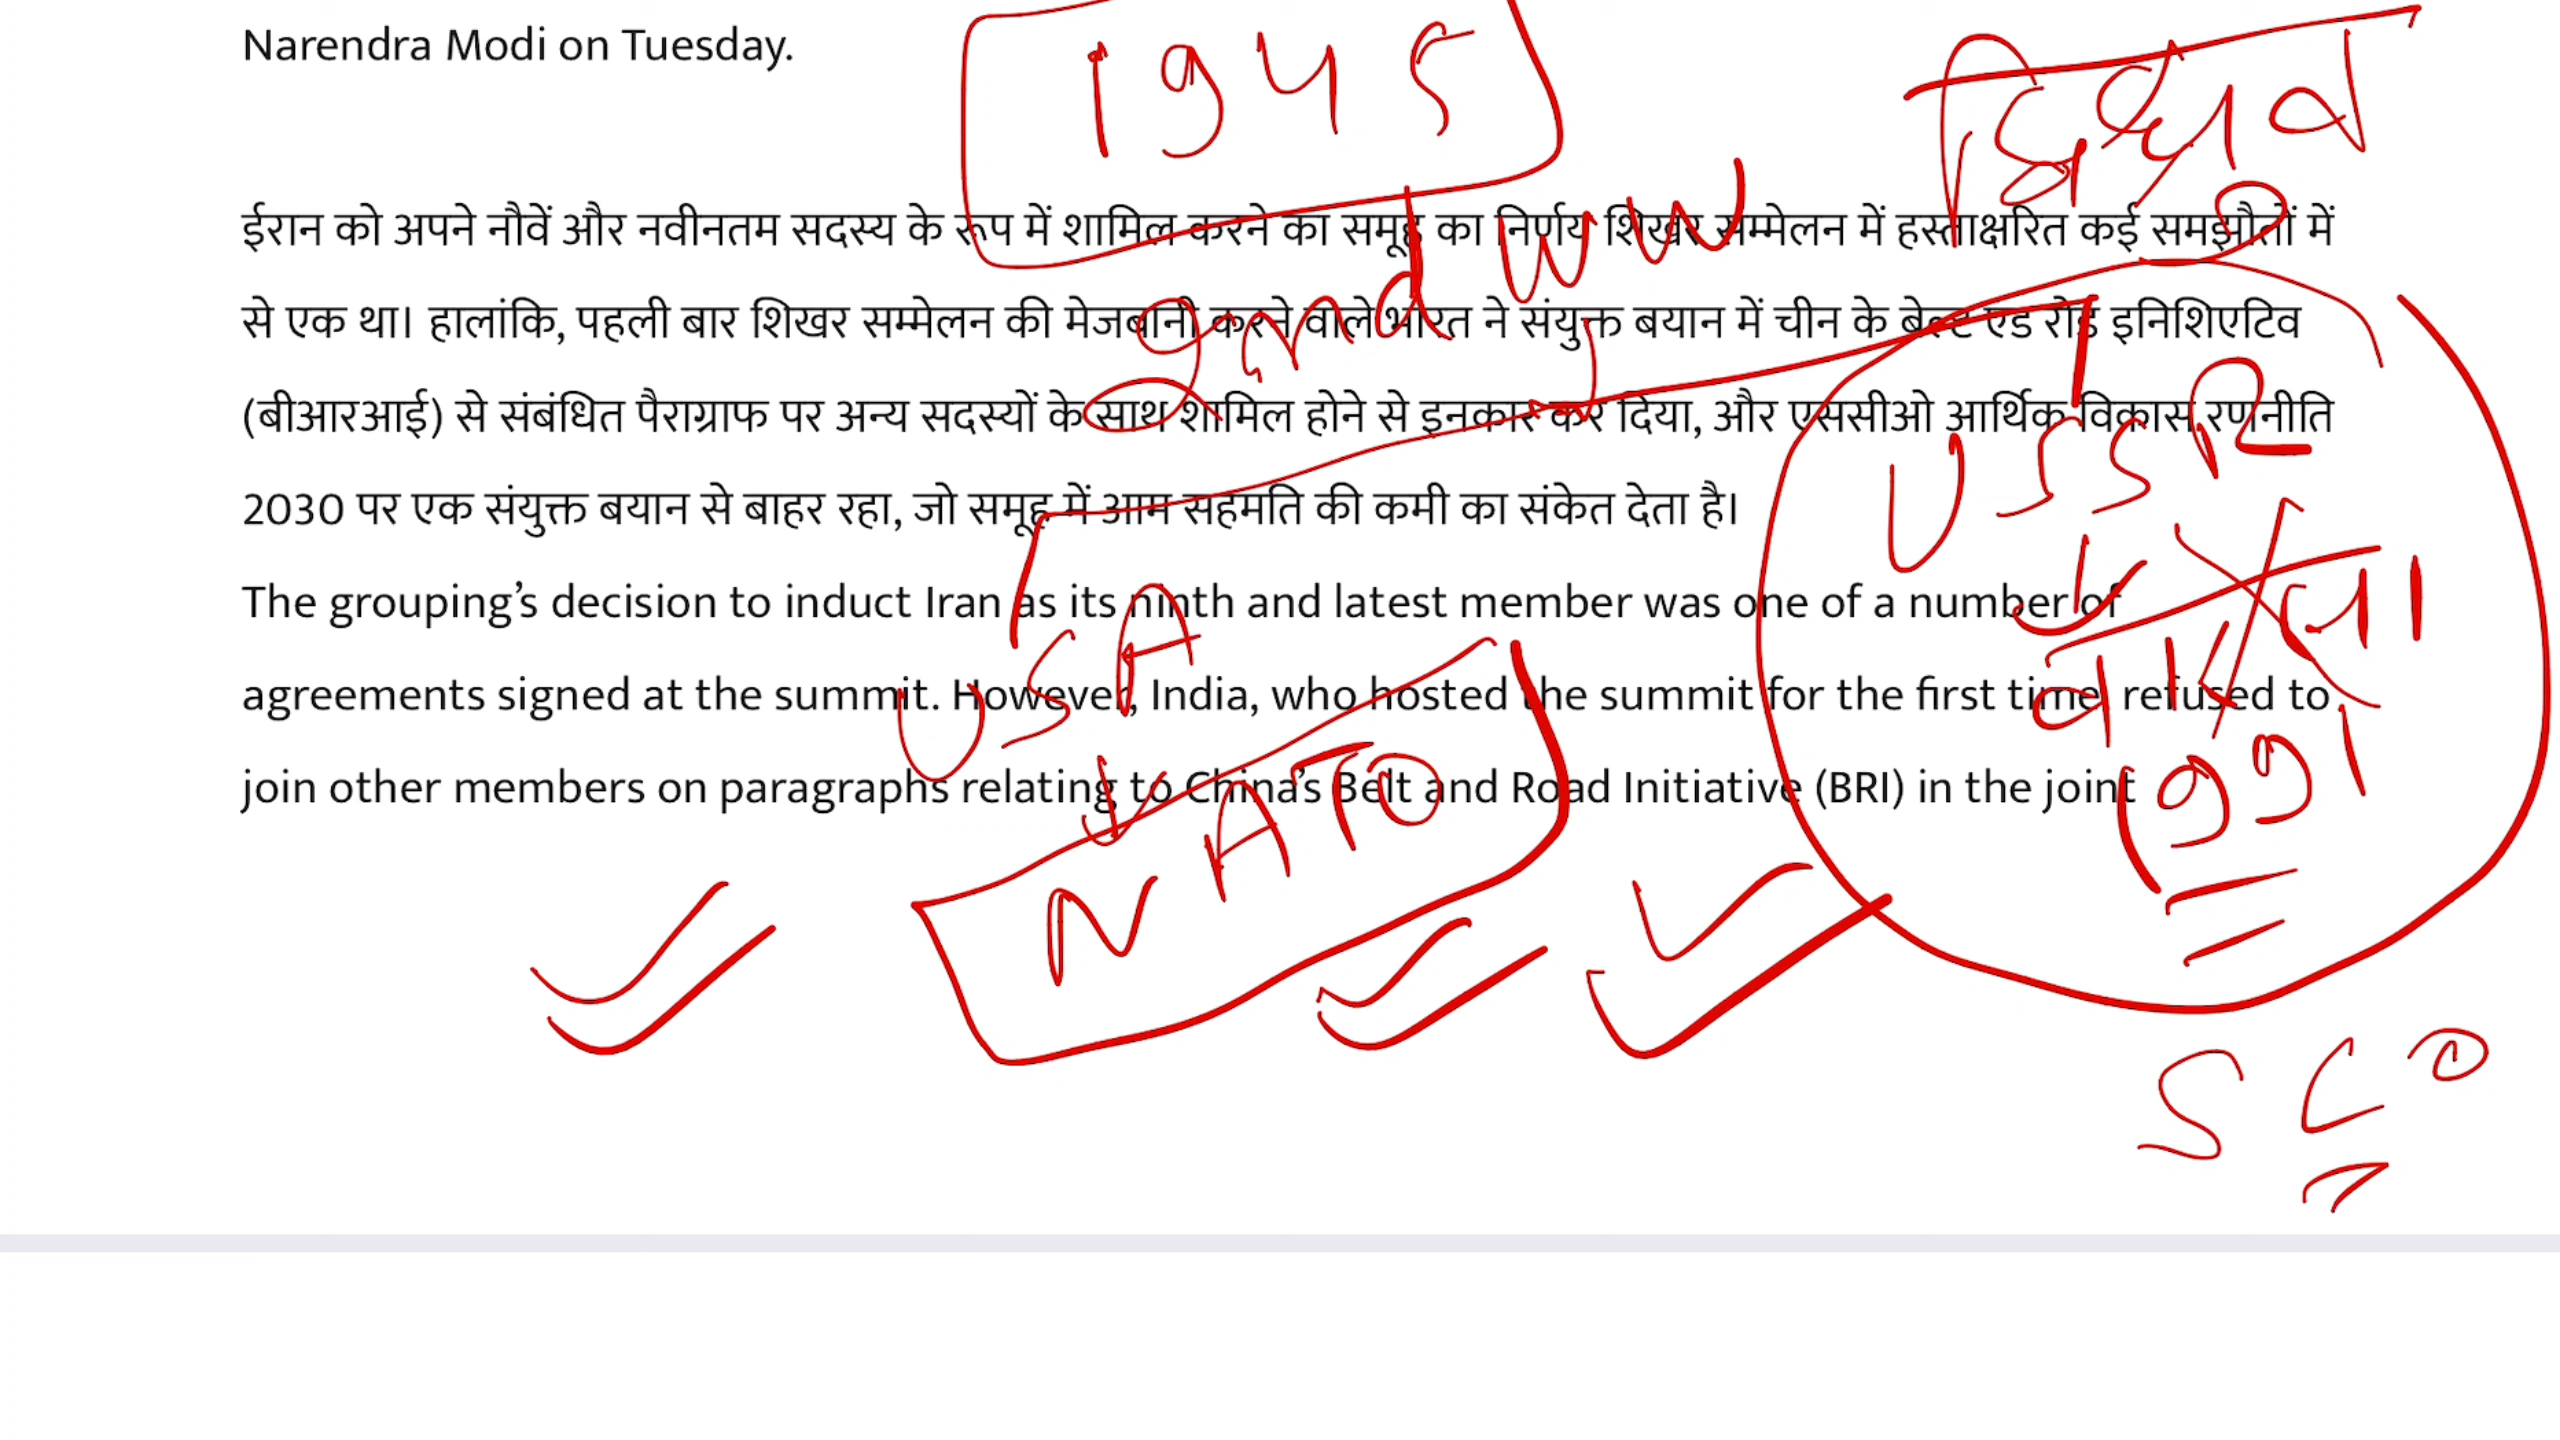 Narendra Modi on Tuesday.
1945
2nd WW
ईरान को अपने नौवें और नवीनतम सदस्य के रूप में शामिल करने का समूह का निर्णय शिखर सम्मेलन में हस्ताक्षरित कई समझौतों में
से एक था। हालांकि, पहली बार शिखर सम्मेलन की मेजबानी करने वाले भारत ने संयुक्त बयान में चीन के बेल्ट एंड रोड इनिशिएटिव
(बीआरआई) से संबंधित पैराग्राफ पर अन्य सदस्यों के साथ शामिल होने से इनकार कर दिया, और एससीओ आर्थिक विकास रणनीति
2030 पर एक संयुक्त बयान से बाहर रहा, जो समूह में आम सहमति की कमी का संकेत देता है।
The grouping’s decision to induct Iran as its ninth and latest member was one of a number of
agreements signed at the summit. However, India, who hosted the summit for the first time, refused to
join other members on paragraphs relating to China’s Belt and Road Initiative (BRI) in the joint
USSR
USA
NATO
1991
SCO